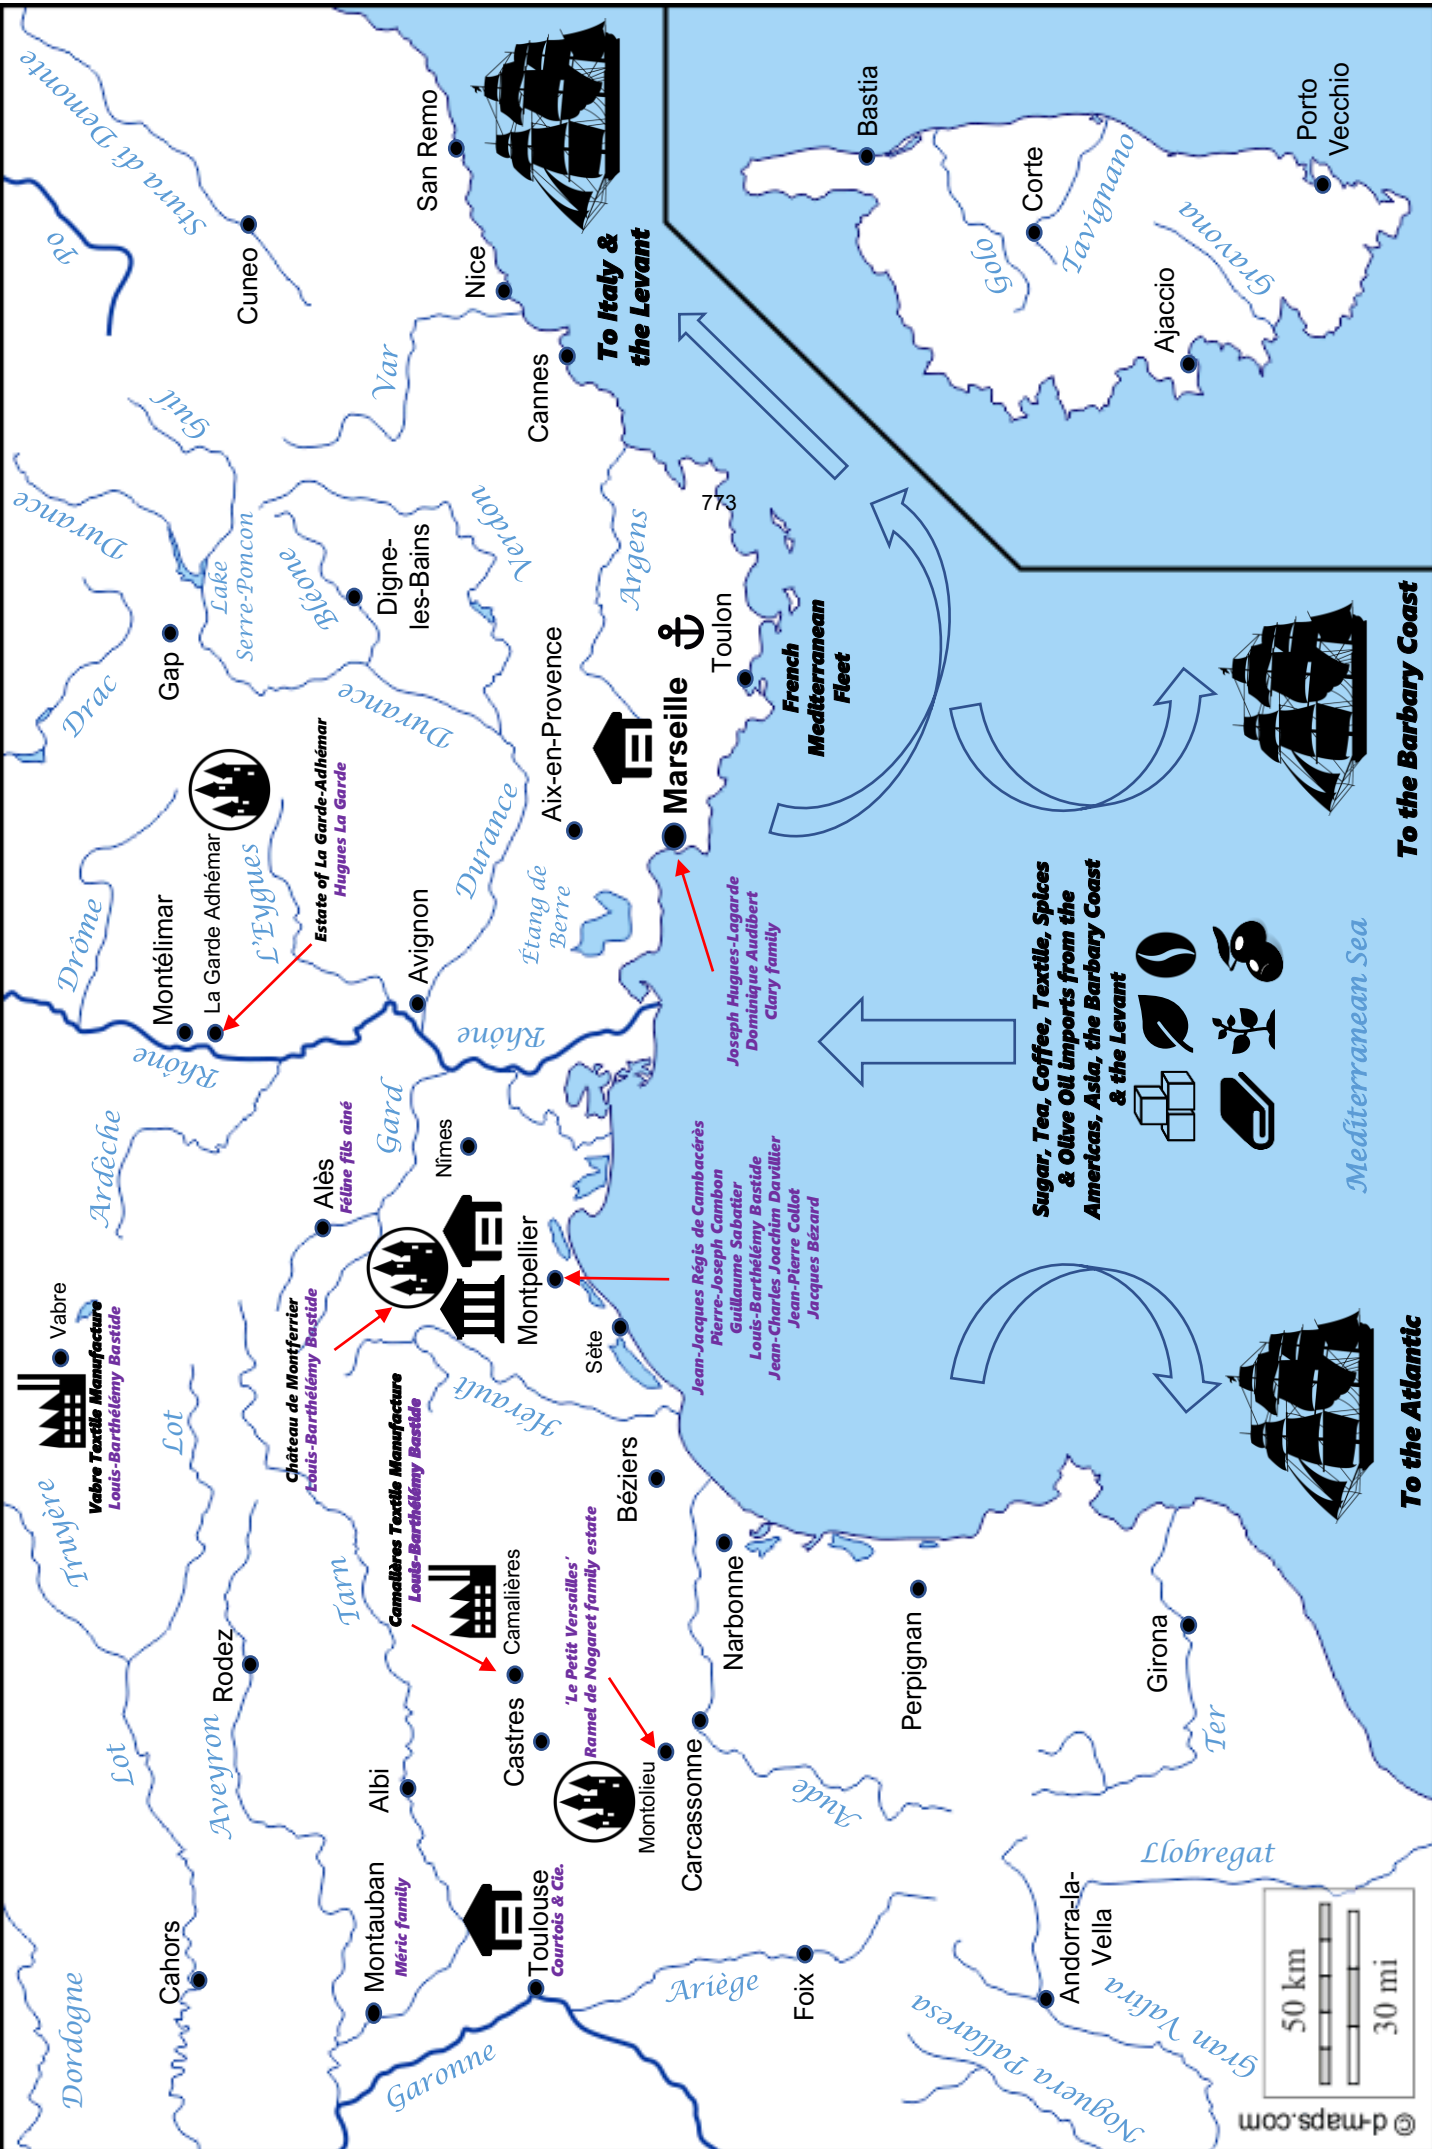 Dordogne
Cahors
Lot
Truyère
Lot
Vabre
Vabre Textile Manufacture
Louis-Barthélémy Bastide
Ardèche
Drôme
Rhône
Montélimar
La Garde Adhémar
Estate of La Garde-Adhémar
Hugues La Garde
L'Eygues
Drac
Gap
Durance
Lake
Serre-Poncon
Guil
Po
Stura di Demonte
Cuneo
Aveyron
Rodez
Tarn
Château de Montferrier
Louis-Barthélémy Bastide
Alès
Féline fils ainé
Gard
Nîmes
Avignon
Rhône
Durance
Durance
Bléone
Digne-
les-Bains
Verdon
Var
Nice
San Remo
Cannes
Montauban
Méric family
Albi
Camalières Textile Manufacture
Louis-Barthélémy Bastide
Camalières
Castres
Hérault
Montpellier
Sète
Étang de
Berre
Aix-en-Provence
Marseille
Argens
Toulon
773
To Italy &
the Levant
Garonne
Toulouse
Courtois & Cie.
'Le Petit Versailles'
Ramel de Nogaret family estate
Montolieu
Carcassonne
Béziers
Narbonne
Jean-Jacques Régis de Cambacérès
Pierre-Joseph Cambon
Guillaume Sabatier
Louis-Barthélémy Bastide
Jean-Charles Joachim Davillier
Jean-Pierre Collot
Jacques Bézard
Joseph Hugues-Lagarde
Dominique Audibert
Clary family
French
Mediterranean
Fleet
Ariège
Foix
Aude
Perpignan
Bastia
Golo
Corte
Tavignano
Gravona
Ajaccio
Porto
Vecchio
Noguera Pallaresa
Gran Valira
Andorra-la-
Vella
Llobregat
Ter
Girona
Sugar, Tea, Coffee, Textile, Spices
& Olive Oil imports from the
Americas, Asia, the Barbary Coast
& the Levant
Mediterranean Sea
To the Atlantic
To the Barbary Coast
50 km
30 mi
© d-maps.com